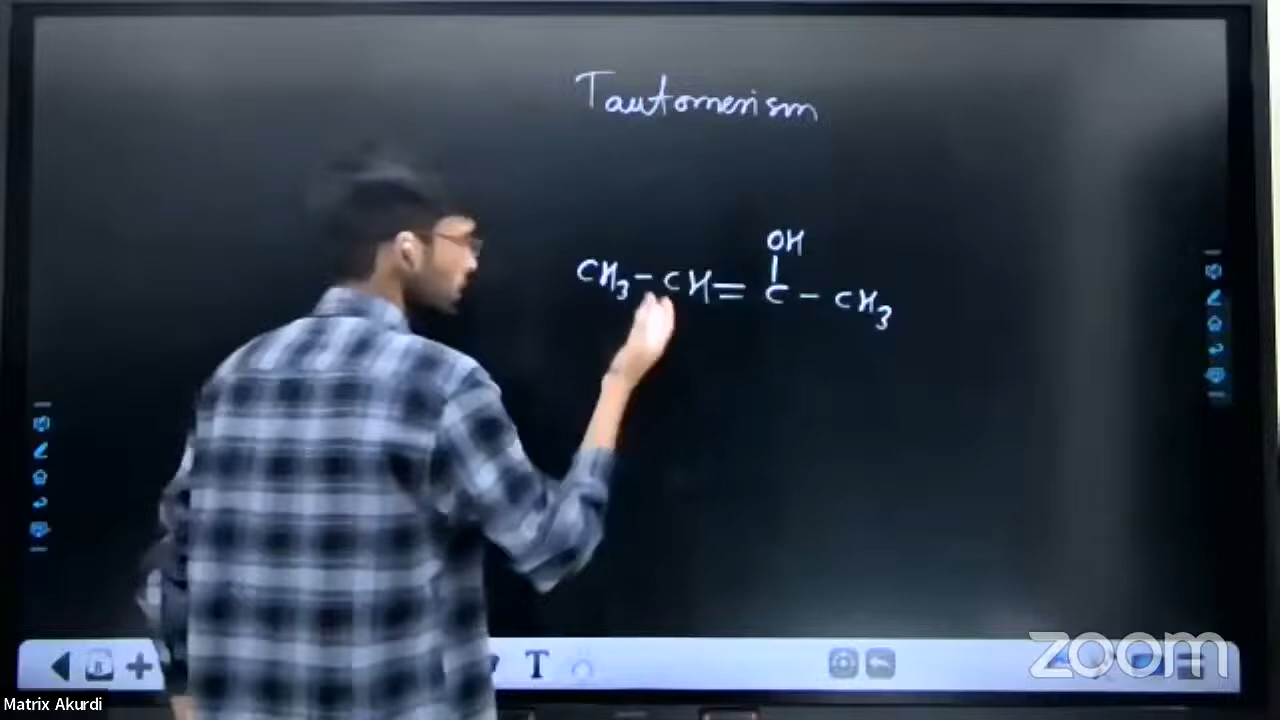 Tautomerism
OH
CH3-CH=C-CH3
T
zoom
Matrix Akurdi